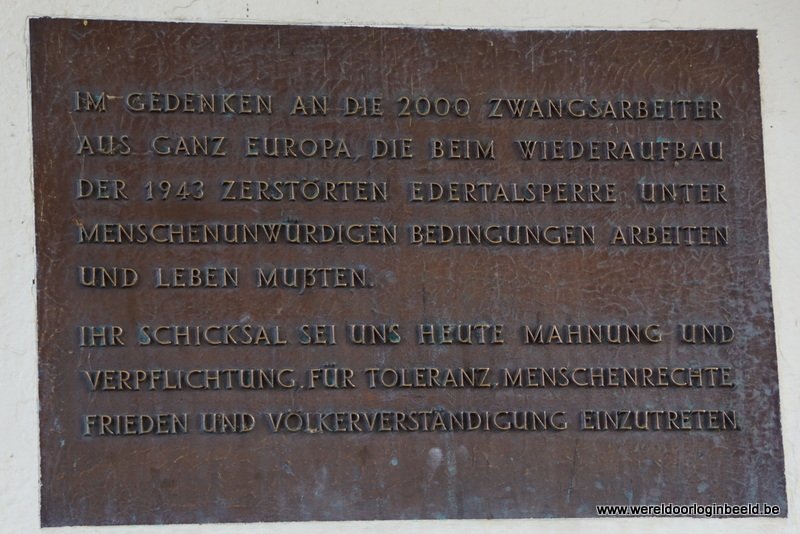 IM GEDENKEN AN DIE 2000 ZWANGSARBEITER
AUS GANZ EUROPA, DIE BEIM WIEDERAUFBAU
DER 1943 ZERSTÖRTEN EDERTALSPERRE UNTER
MENSCHENUNWÜRDIGEN BEDINGUNGEN ARBEITEN
UND LEBEN MUßTEN.
IHR SCHICKSAL SEI UNS HEUTE MAHNUNG UND
VERPFLICHTUNG, FÜR TOLERANZ, MENSCHENRECHTE,
FRIEDEN UND VÖLKERVERSTÄNDIGUNG EINZUTRETEN.
www.wereldoorloginbeeld.be